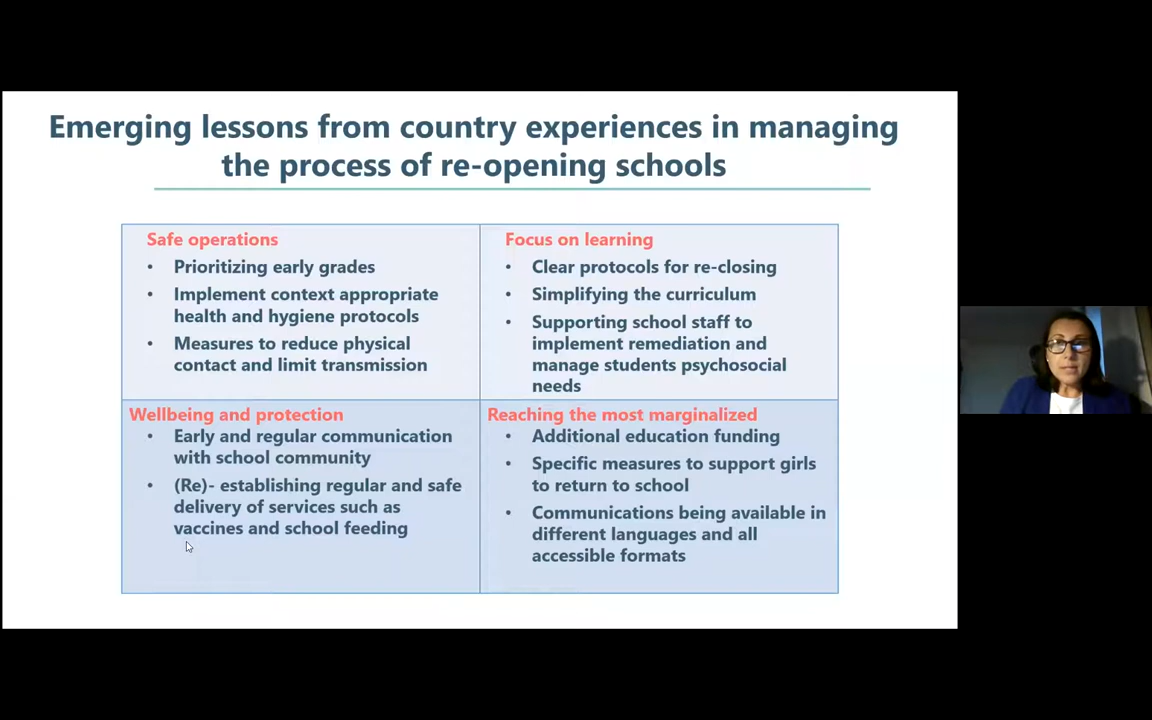 Emerging lessons from country experiences in managing
the process of re-opening schools
Safe operations
• Prioritizing early grades
• Implement context appropriate
health and hygiene protocols
• Measures to reduce physical
contact and limit transmission
Focus on learning
• Clear protocols for re-closing
• Simplifying the curriculum
• Supporting school staff to
implement remediation and
manage students psychosocial
needs
Wellbeing and protection
• Early and regular communication
with school community
• (Re)- establishing regular and safe
delivery of services such as
vaccines and school feeding
Reaching the most marginalized
• Additional education funding
• Specific measures to support girls
to return to school
• Communications being available in
different languages and all
accessible formats